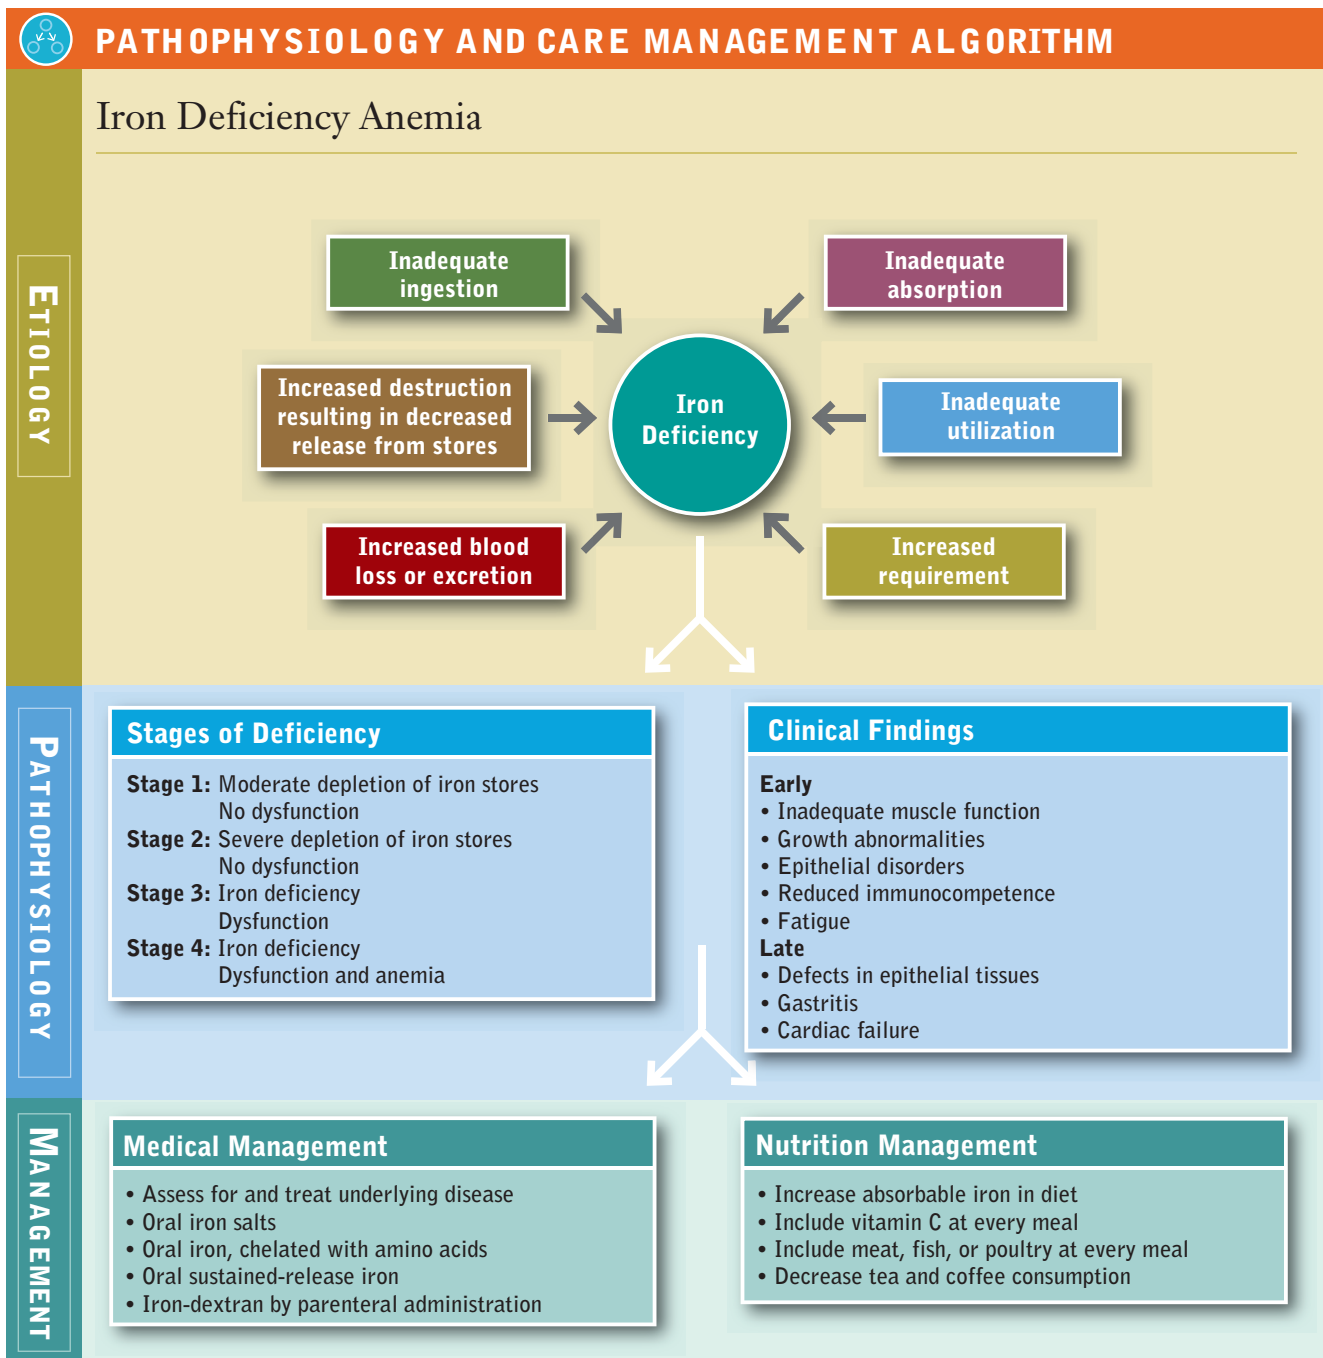 PATHOPHYSIOLOGY AND CARE MANAGEMENT ALGORITHM
Iron Deficiency Anemia
ETIOLOGY
Inadequate
ingestion
Inadequate
absorption
Increased destruction
resulting in decreased
release from stores
Iron
Deficiency
Inadequate
utilization
Increased blood
loss or excretion
Increased
requirement
PATHOPHYSIOLOGY
Stages of Deficiency
Stage 1: Moderate depletion of iron stores
No dysfunction
Stage 2: Severe depletion of iron stores
No dysfunction
Stage 3: Iron deficiency
Dysfunction
Stage 4: Iron deficiency
Dysfunction and anemia
Clinical Findings
Early
• Inadequate muscle function
• Growth abnormalities
• Epithelial disorders
• Reduced immunocompetence
• Fatigue
Late
• Defects in epithelial tissues
• Gastritis
• Cardiac failure
MANAGEMENT
Medical Management
• Assess for and treat underlying disease
• Oral iron salts
• Oral iron, chelated with amino acids
• Oral sustained-release iron
• Iron-dextran by parenteral administration
Nutrition Management
• Increase absorbable iron in diet
• Include vitamin C at every meal
• Include meat, fish, or poultry at every meal
• Decrease tea and coffee consumption